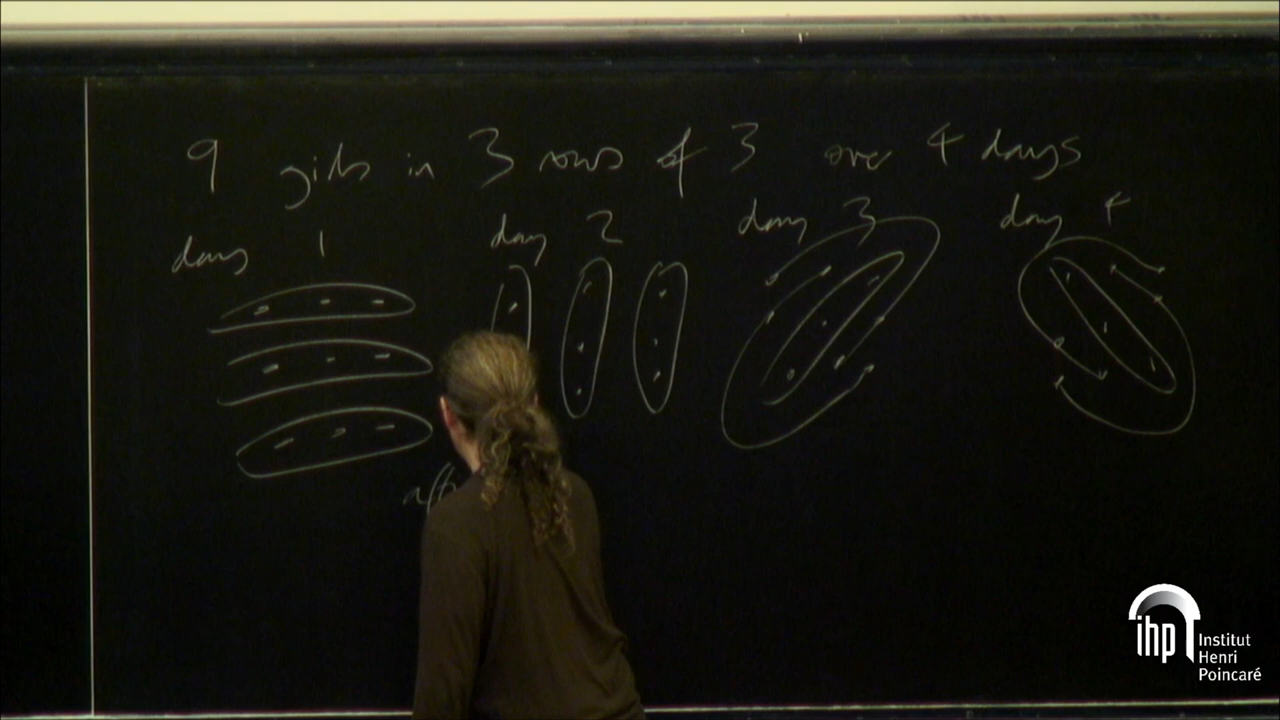 9 girls in 3 rows of 3 over 4 days
day 1 day 2 day 3 day 4
ihp Institut
Henri
Poincaré